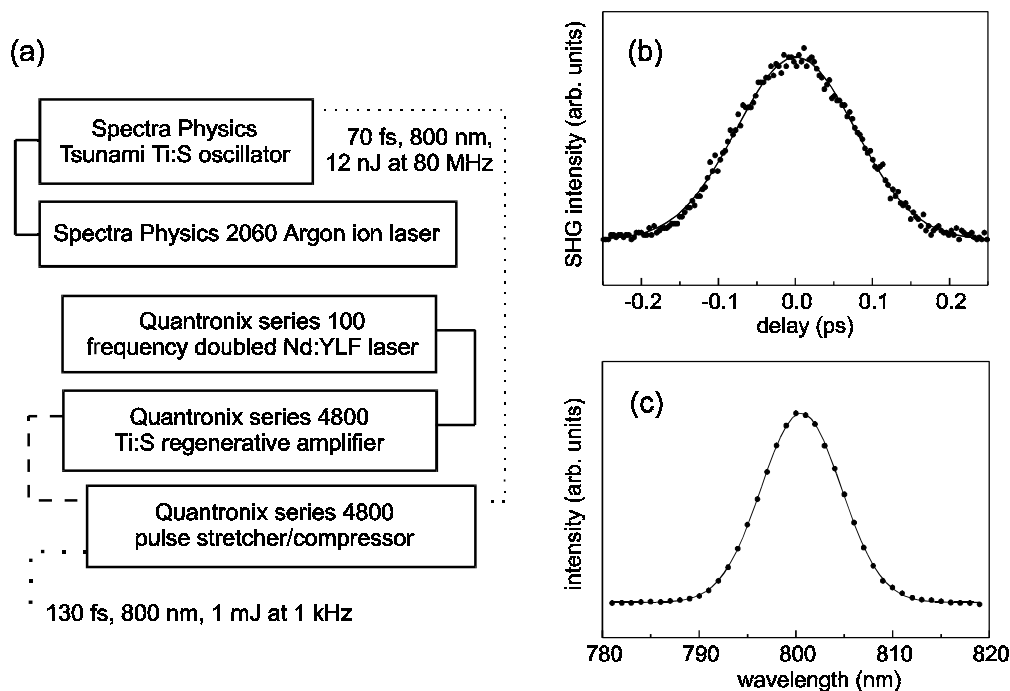 (a)
Spectra Physics
Tsunami Ti:S oscillator
70 fs, 800 nm,
12 nJ at 80 MHz
Spectra Physics 2060 Argon ion laser
Quantronix series 100
frequency doubled Nd:YLF laser
Quantronix series 4800
Ti:S regenerative amplifier
Quantronix series 4800
pulse stretcher/compressor
130 fs, 800 nm, 1 mJ at 1 kHz
(b)
SHG intensity (arb. units)
-0.2 -0.1 0.0 0.1 0.2
delay (ps)
(c)
intensity (arb. units)
780 790 800 810 820
wavelength (nm)